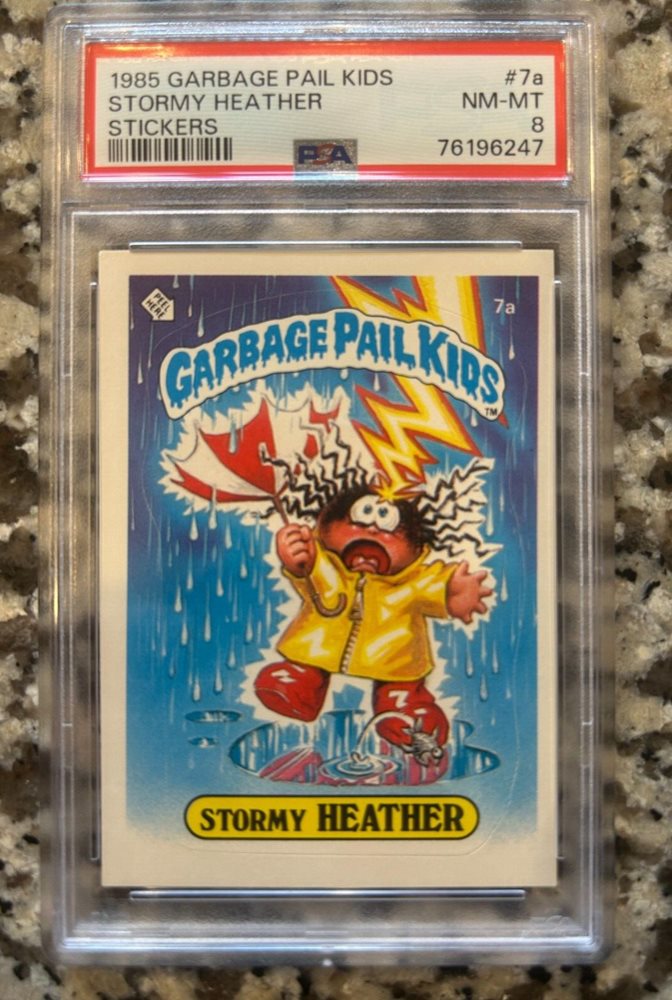 1985 GARBAGE PAIL KIDS #7a
STORMY HEATHER NM-MT
STICKERS 8
PSA 76196247
PEEL
HERE
7a
GARBAGE PAIL KIDS
TM
STORMY HEATHER